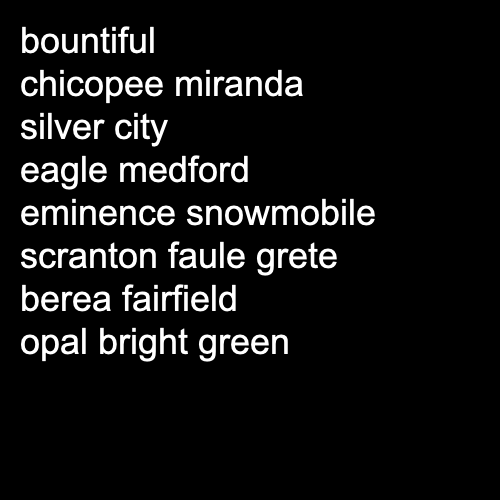 bountiful
chicopee miranda
silver city
eagle medford
eminence snowmobile
scranton faule grete
berea fairfield
opal bright green